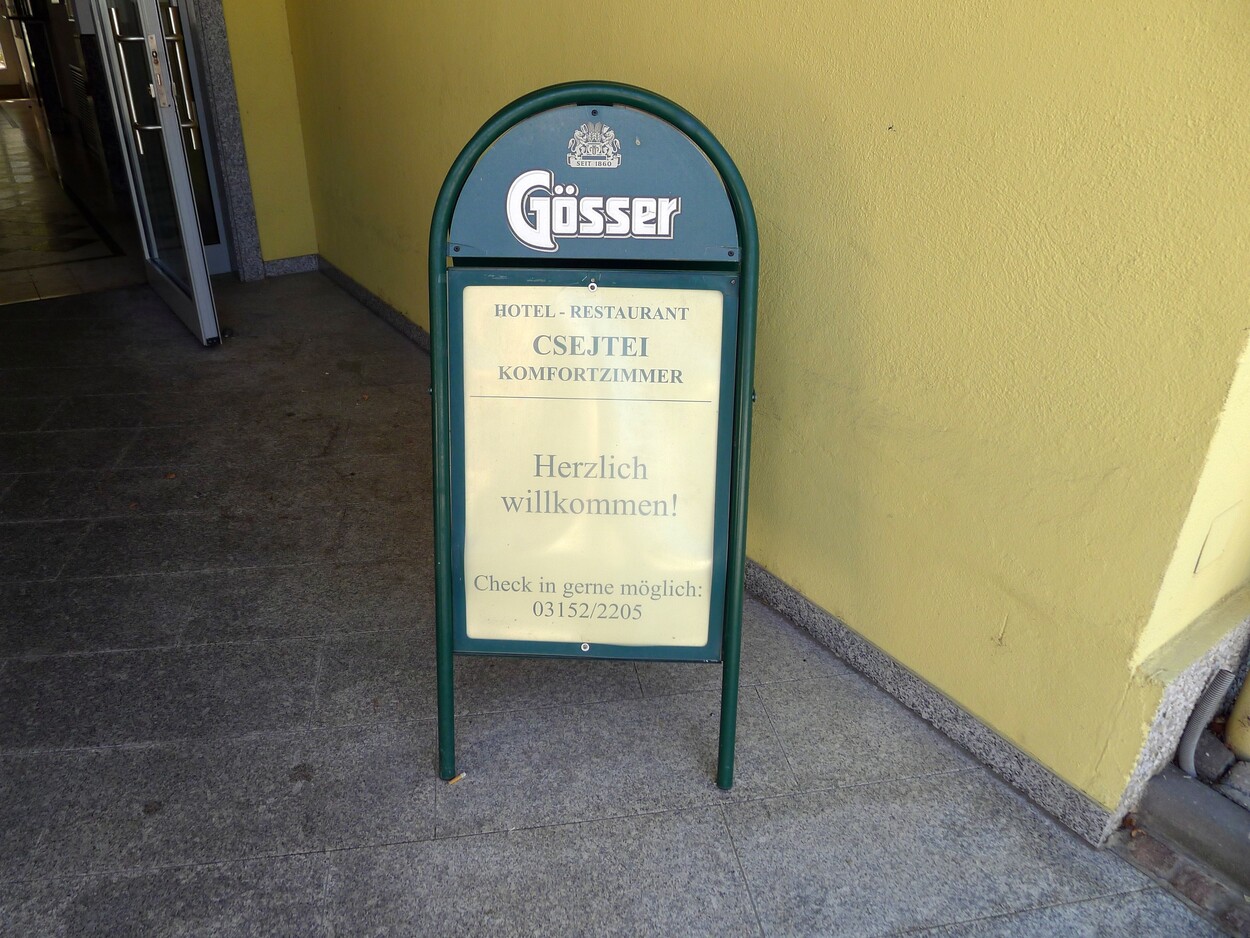 SEIT 1860
Gösser
HOTEL - RESTAURANT
CSEJTEI
KOMFORTZIMMER
Herzlich
willkommen!
Check in gerne möglich:
03152/2205